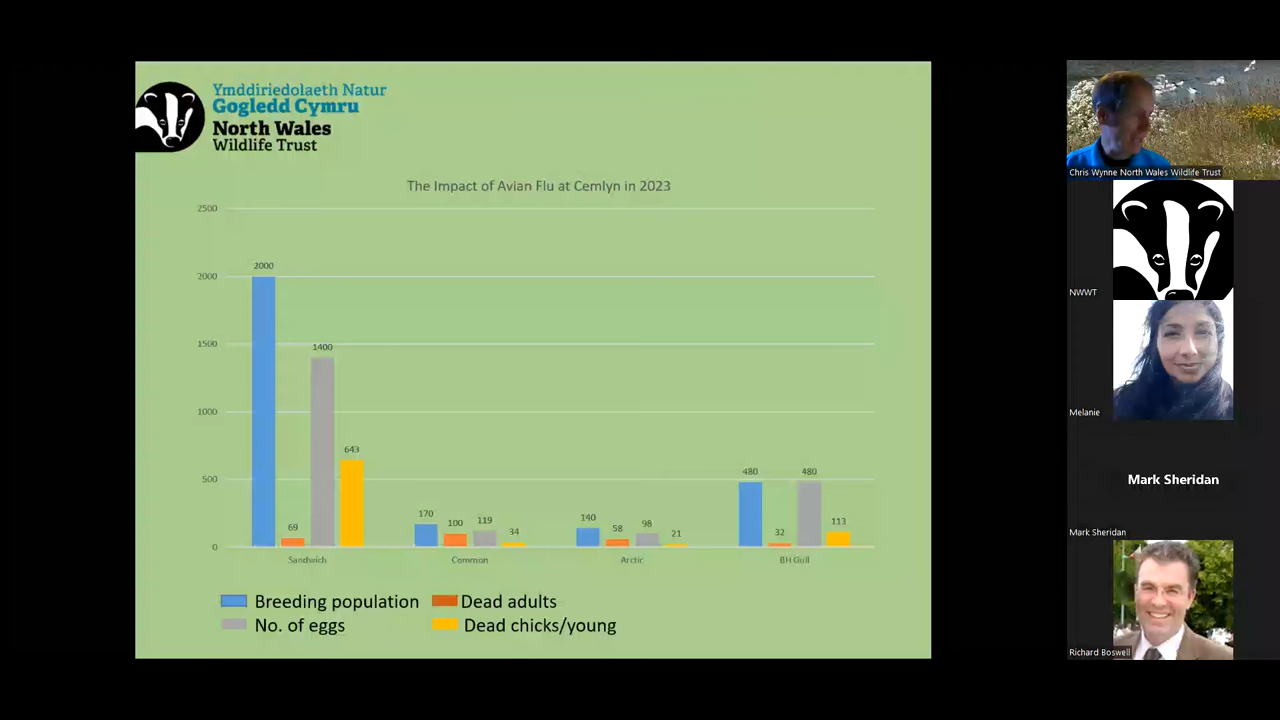 Ymddiriedolaeth Natur
Gogledd Cymru
North Wales
Wildlife Trust
The Impact of Avian Flu at Cemlyn in 2023
2500
2000
1500
1000
500
0
2000
69
1400
643
170
100
119
34
140
58
98
21
480
32
480
113
Sandwich
Common
Arctic
BH Gull
Breeding population
Dead adults
No. of eggs
Dead chicks/young
Chris Wynne North Wales Wildlife Trust
NWWT
Melanie
Mark Sheridan
Mark Sheridan
Richard Boswell